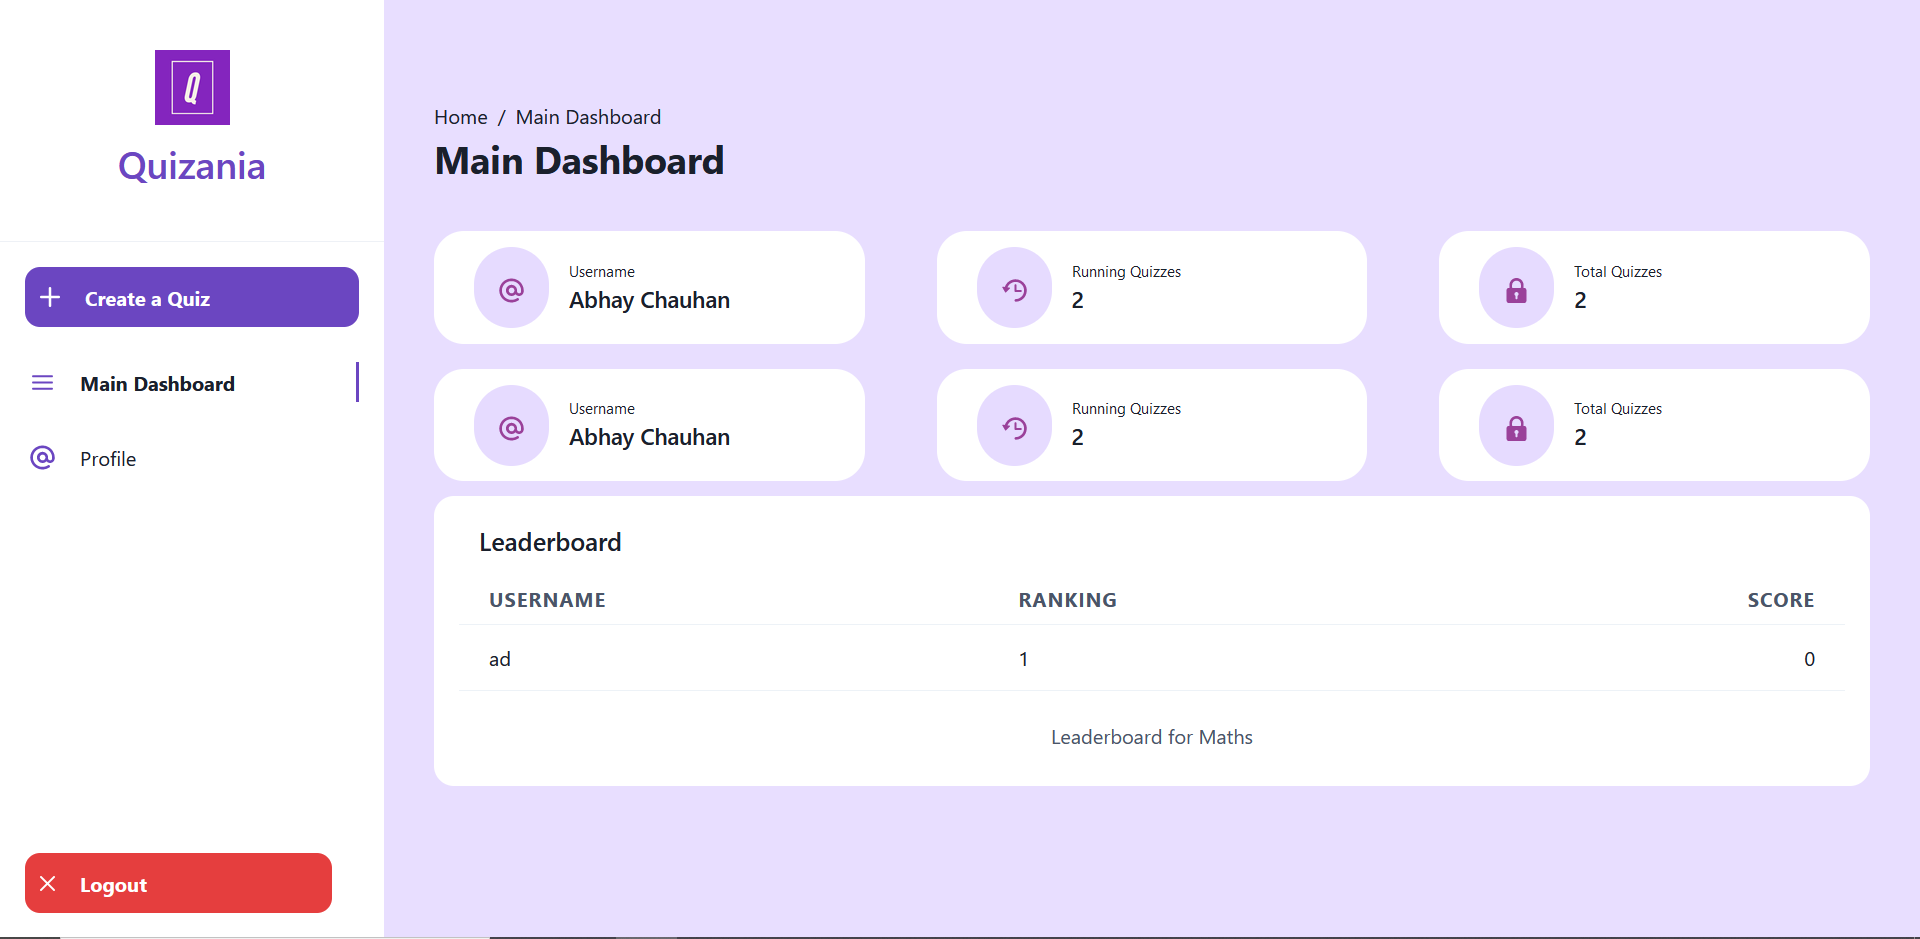 Q
Quizania
Create a Quiz
Main Dashboard
Profile
Logout
Home / Main Dashboard
Main Dashboard
Username
Abhay Chauhan
Running Quizzes
2
Total Quizzes
2
Username
Abhay Chauhan
Running Quizzes
2
Total Quizzes
2
Leaderboard
USERNAME RANKING SCORE
ad 1 0
Leaderboard for Maths